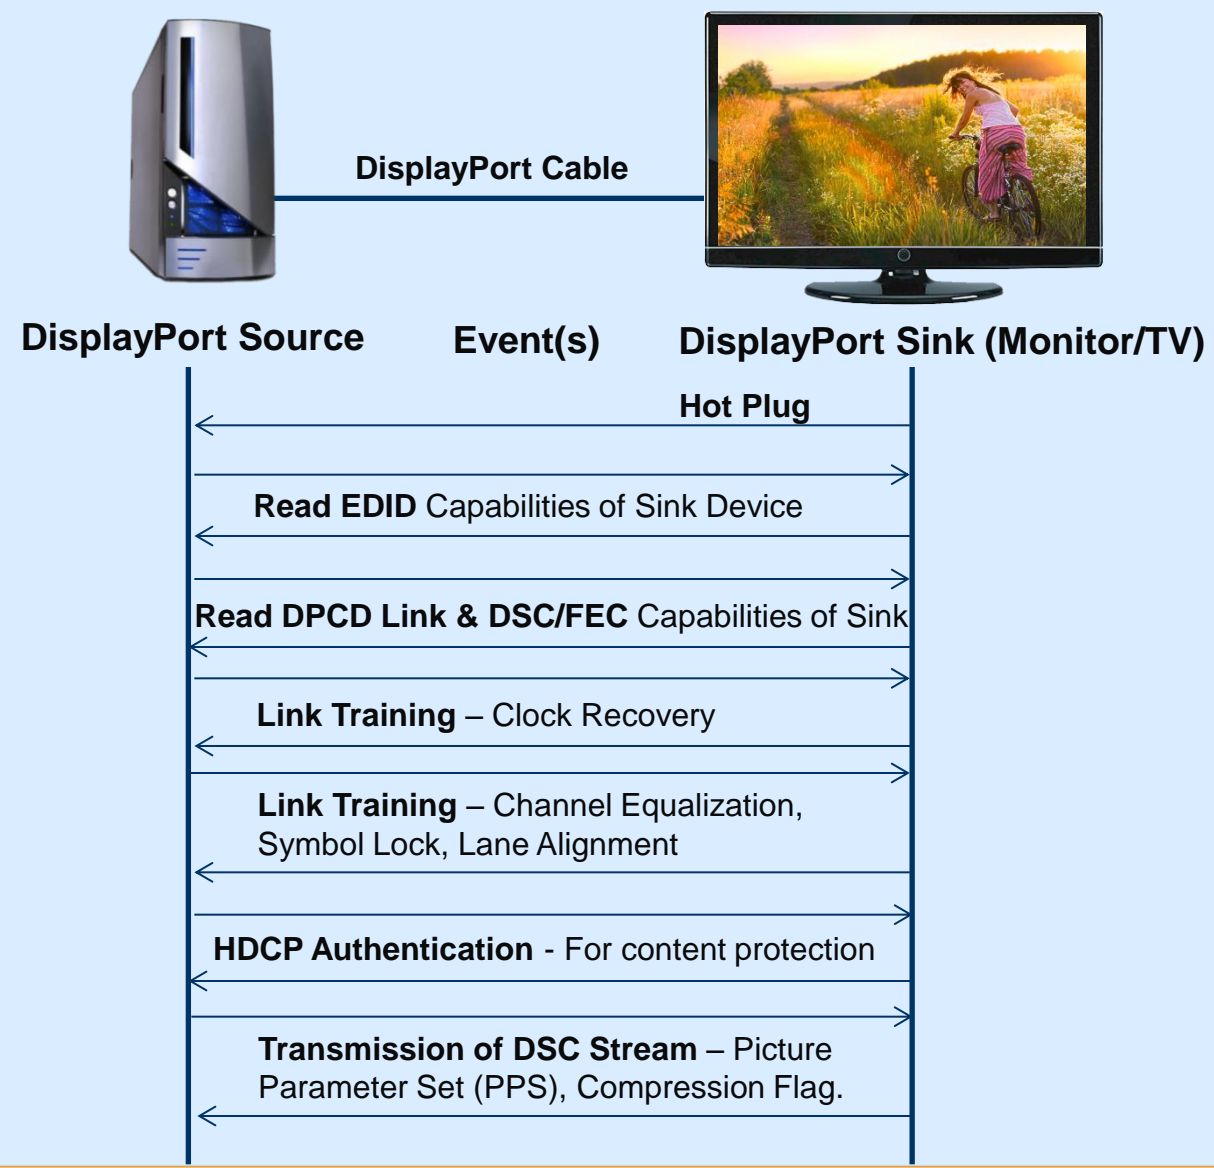 DisplayPort Cable
DisplayPort Source
Event(s)
DisplayPort Sink (Monitor/TV)
Hot Plug
Read EDID Capabilities of Sink Device
Read DPCD Link & DSC/FEC Capabilities of Sink
Link Training – Clock Recovery
Link Training – Channel Equalization,
Symbol Lock, Lane Alignment
HDCP Authentication - For content protection
Transmission of DSC Stream – Picture
Parameter Set (PPS), Compression Flag.